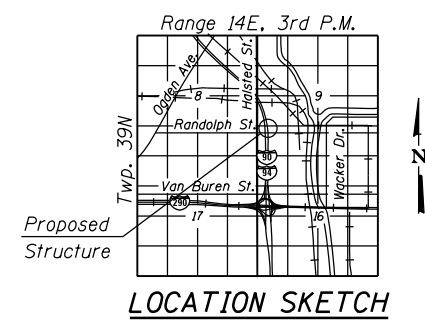 Range 14E, 3rd P.M.
Twp. 39N
Ogden Ave.
Halsted St.
8
9
Randolph St.
90
94
Wacker Dr.
N
Van Buren St.
290
17
16
Proposed
Structure
LOCATION SKETCH